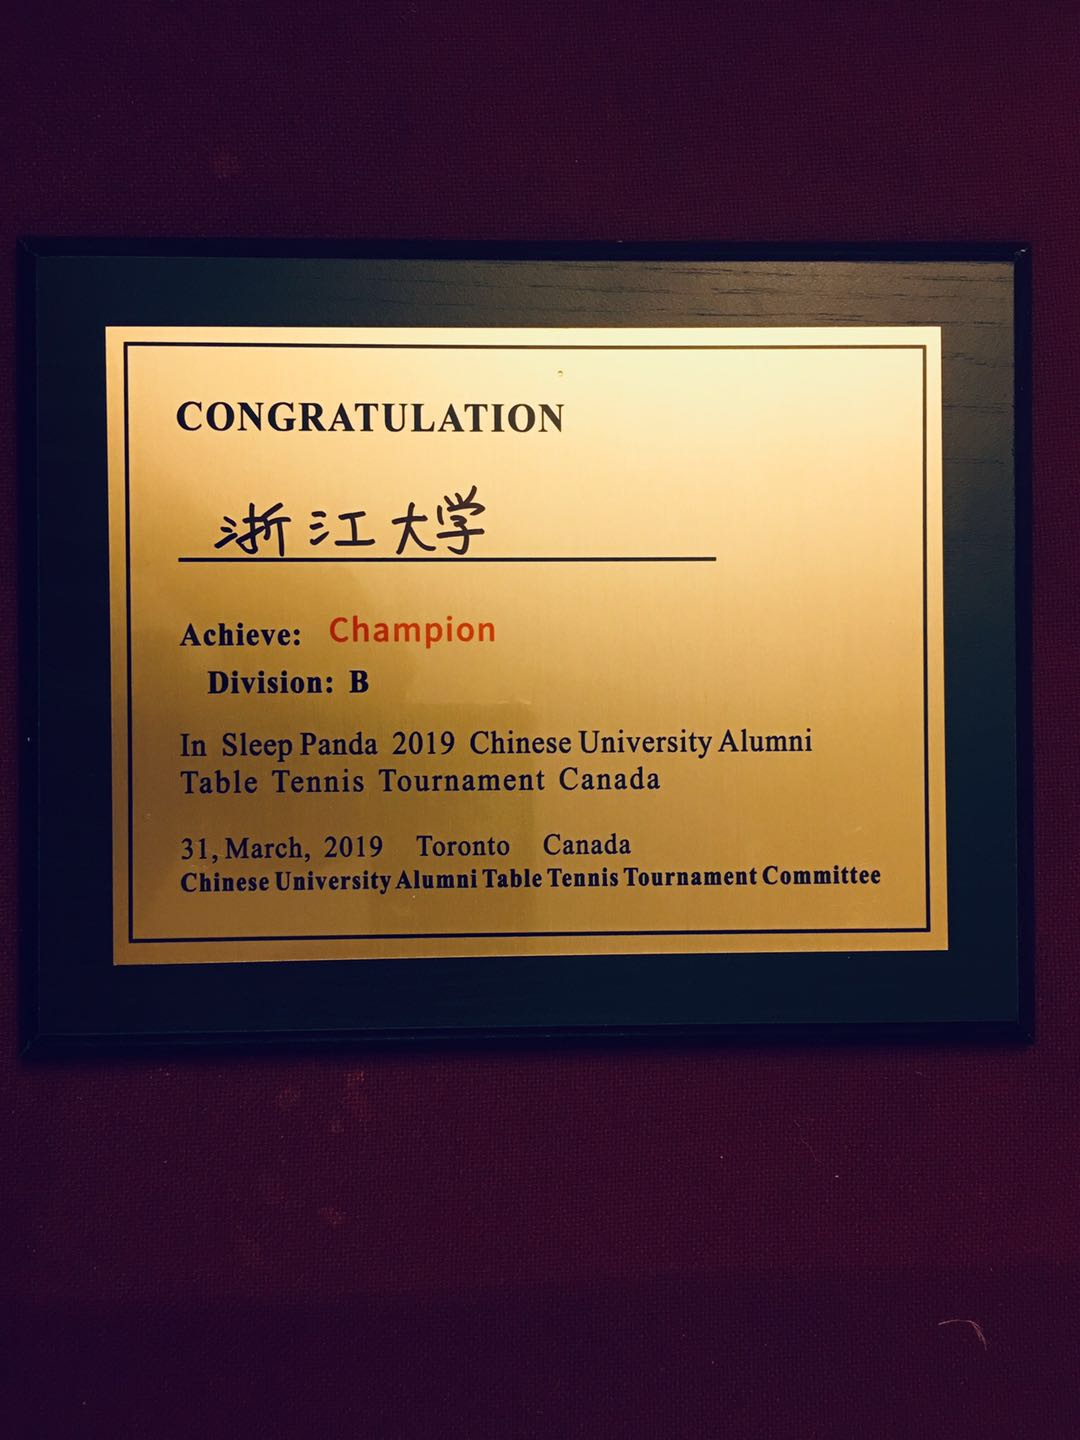 CONGRATULATION
浙江大学
Achieve: Champion
Division: B
In Sleep Panda 2019 Chinese University Alumni
Table Tennis Tournament Canada
31, March, 2019 Toronto Canada
Chinese University Alumni Table Tennis Tournament Committee